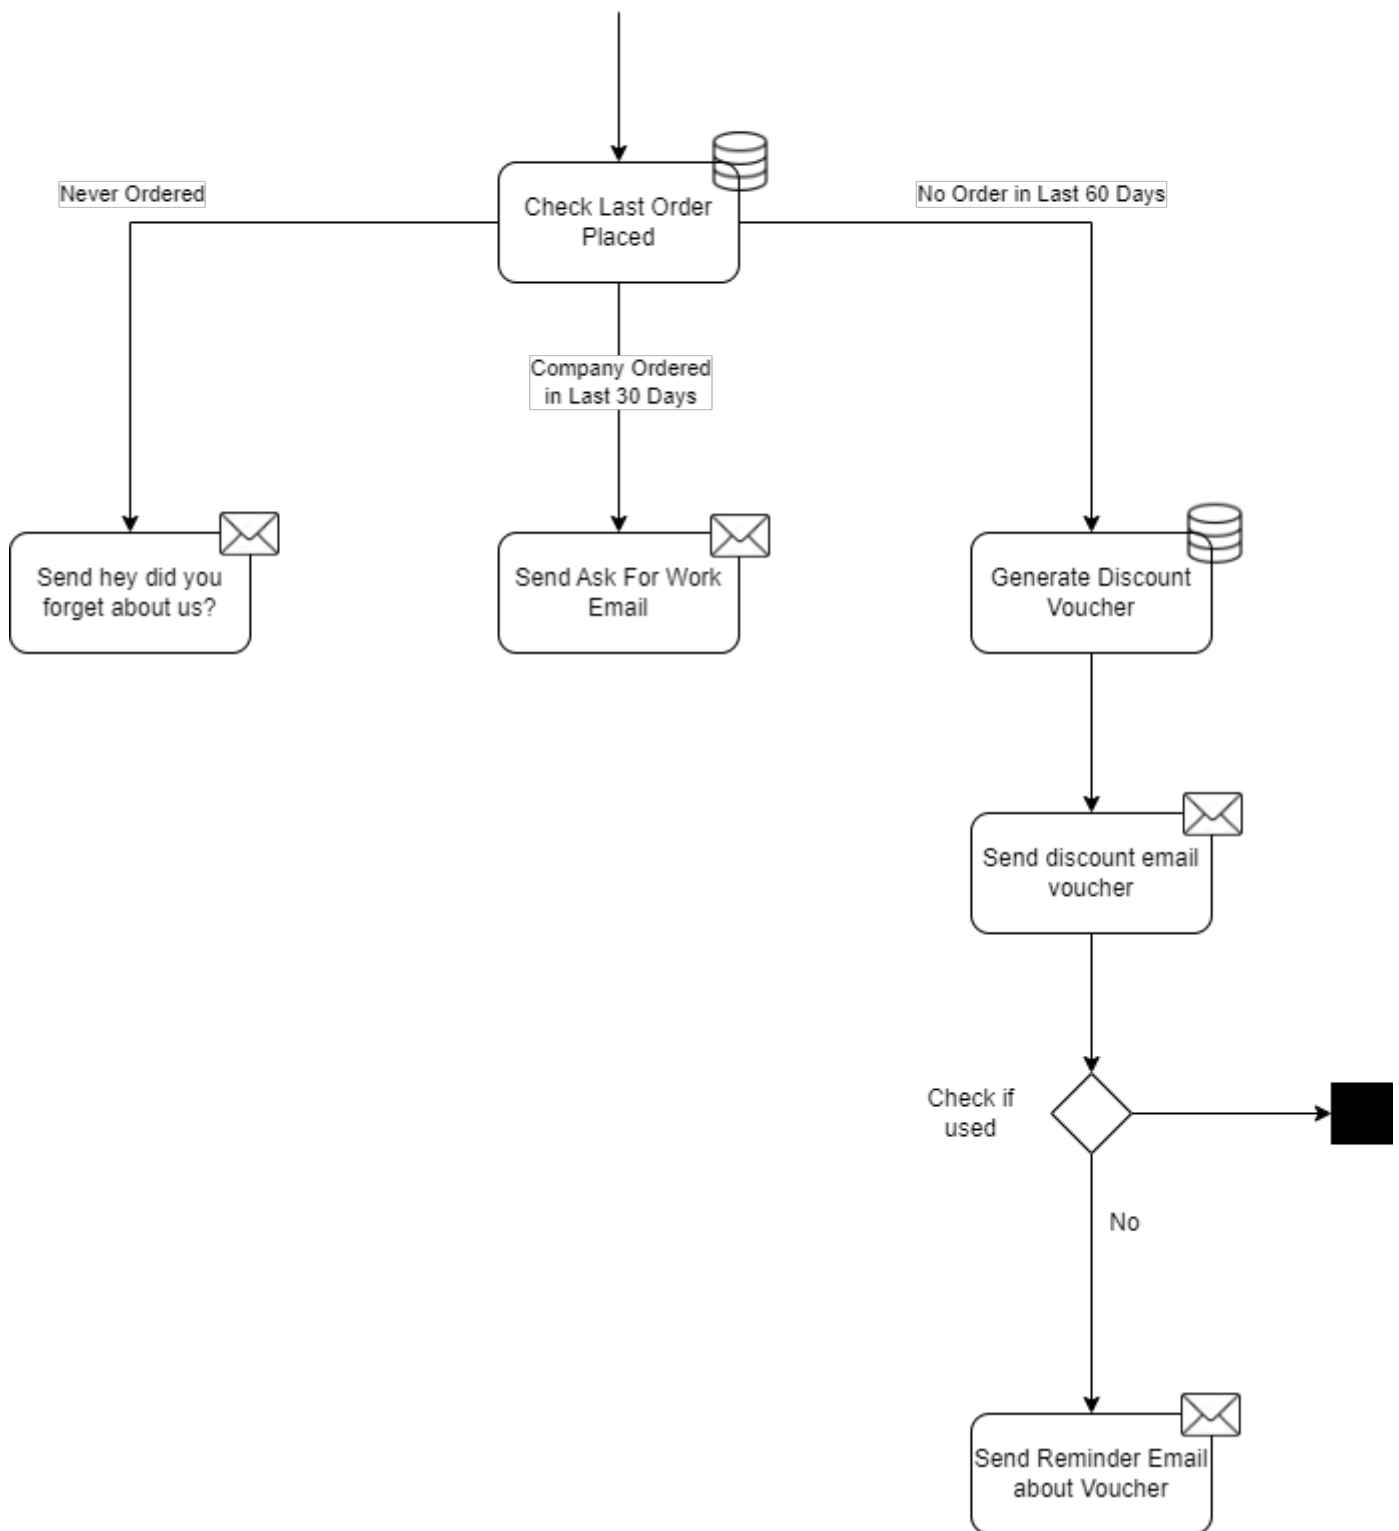 Never Ordered
Check Last Order
Placed
No Order in Last 60 Days
Company Ordered
in Last 30 Days
Send hey did you
forget about us?
Send Ask For Work
Email
Generate Discount
Voucher
Send discount email
voucher
Check if
used
No
Send Reminder Email
about Voucher